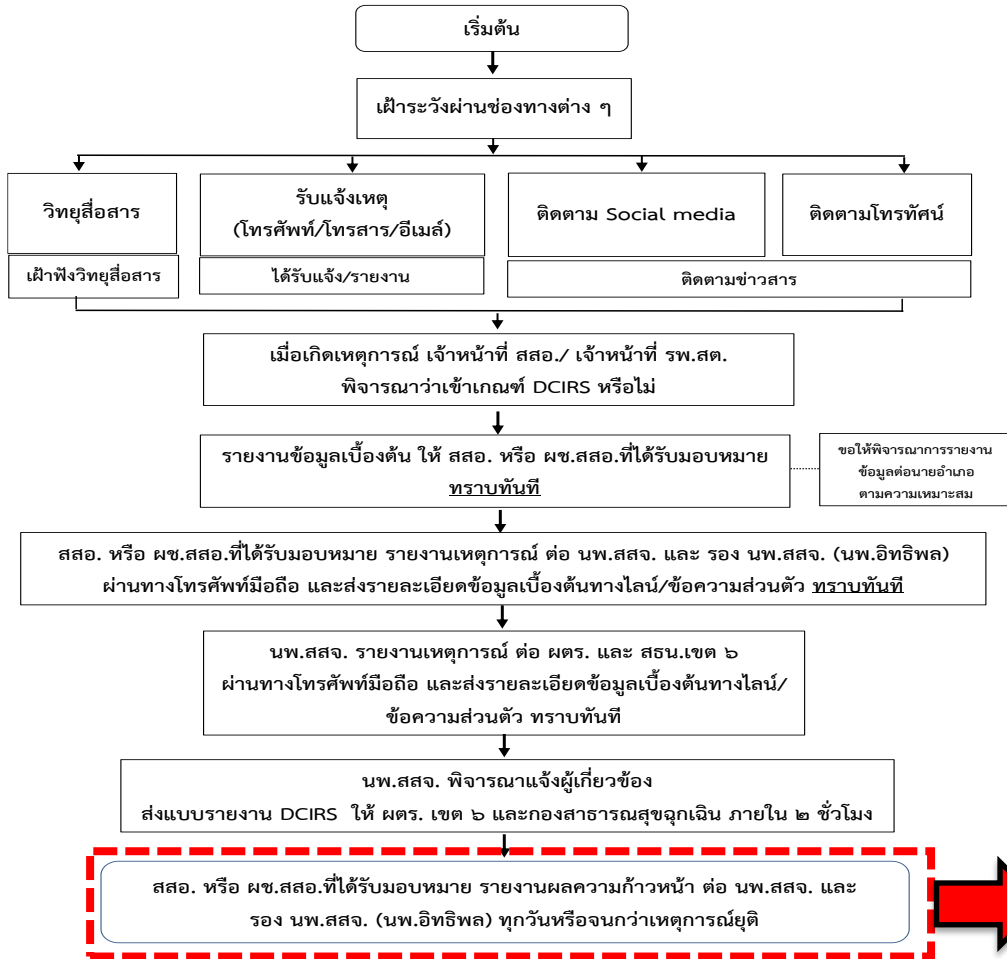 เริ่มต้น
เฝ้าระวังผ่านช่องทางต่าง ๆ
วิทยุสื่อสาร
เฝ้าฟังวิทยุสื่อสาร
รับแจ้งเหตุ
(โทรศัพท์/โทรสาร/อีเมล์)
ได้รับแจ้ง/รายงาน
ติดตาม Social media
ติดตามโทรทัศน์
ติดตามข่าวสาร
เมื่อเกิดเหตุการณ์ เจ้าหน้าที่ สสอ./ เจ้าหน้าที่ รพ.สต.
พิจารณาว่าเข้าเกณฑ์ DCIRS หรือไม่
รายงานข้อมูลเบื้องต้น ให้ สสอ. หรือ ผช.สสอ.ที่ได้รับมอบหมาย
ทราบทันที
ขอให้พิจารณาการรายงาน
ข้อมูลต่อนายอำเภอ
ตามความเหมาะสม
สสอ. หรือ ผช.สสอ.ที่ได้รับมอบหมาย รายงานเหตุการณ์ ต่อ นพ.สสจ. และ รอง นพ.สสจ. (นพ.อิทธิพล)
ผ่านทางโทรศัพท์มือถือ และส่งรายละเอียดข้อมูลเบื้องต้นทางไลน์/ข้อความส่วนตัว ทราบทันที
นพ.สสจ. รายงานเหตุการณ์ ต่อ ผตร. และ สธน.เขต ๖
ผ่านทางโทรศัพท์มือถือ และส่งรายละเอียดข้อมูลเบื้องต้นทางไลน์/
ข้อความส่วนตัว ทราบทันที
นพ.สสจ. พิจารณาแจ้งผู้เกี่ยวข้อง
ส่งแบบรายงาน DCIRS ให้ ผตร. เขต ๖ และกองสาธารณสุขฉุกเฉิน ภายใน ๒ ชั่วโมง
สสอ. หรือ ผช.สสอ.ที่ได้รับมอบหมาย รายงานผลความก้าวหน้า ต่อ นพ.สสจ. และ
รอง นพ.สสจ. (นพ.อิทธิพล) ทุกวันหรือจนกว่าเหตุการณ์ยุติ